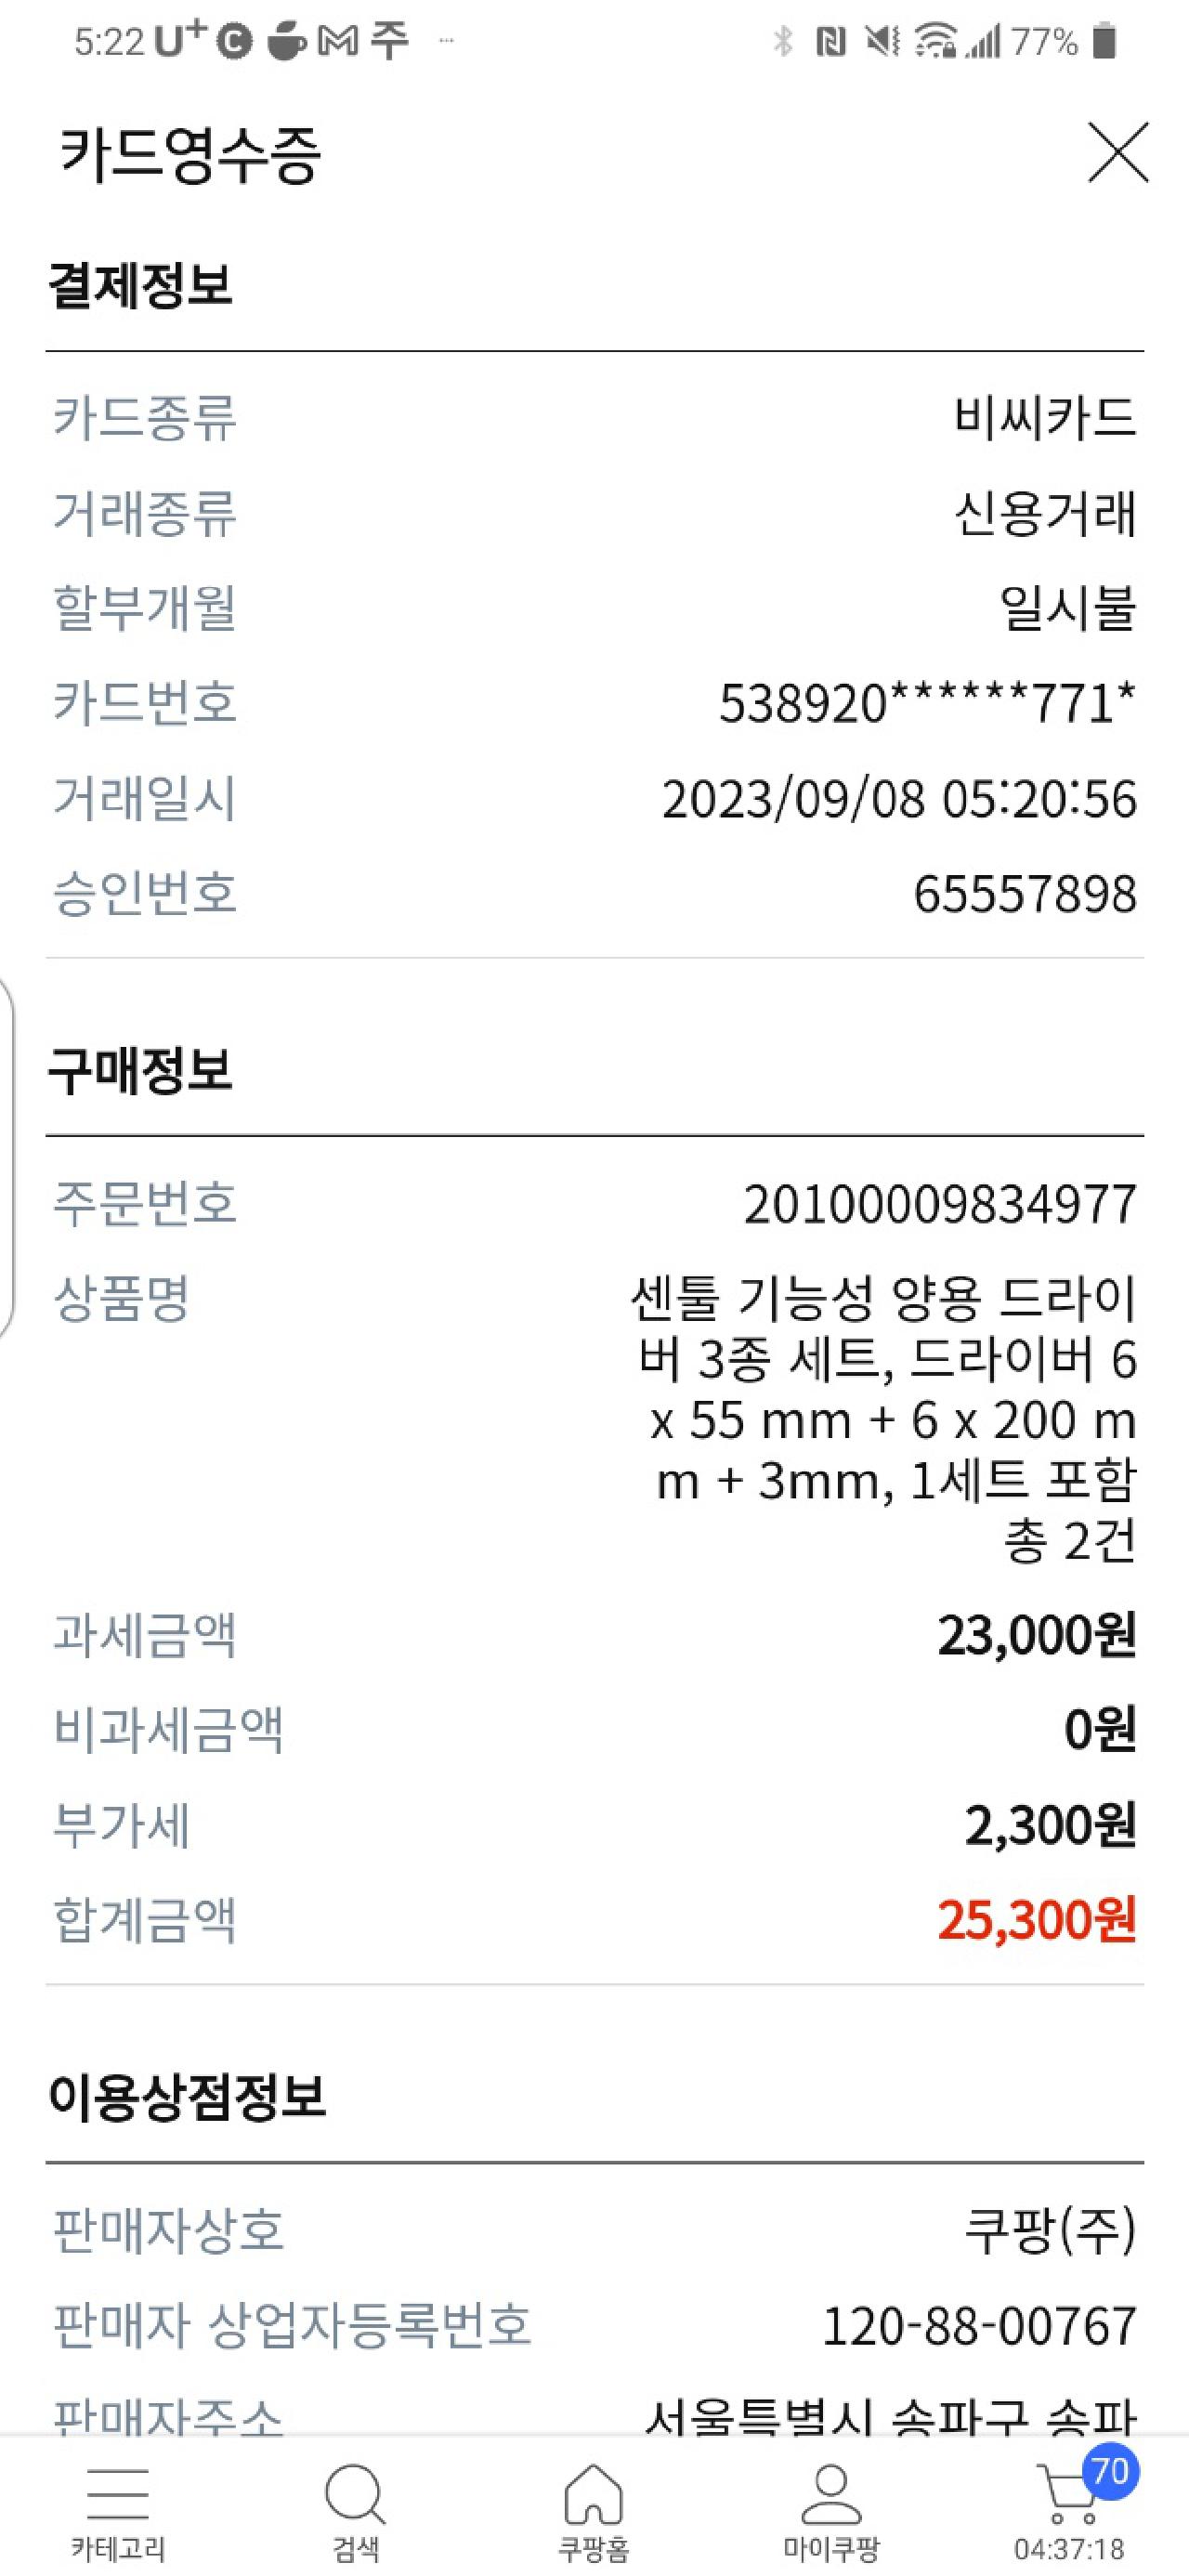 5:22 U+ C M 주 ...
77%
카드영수증
결제정보
카드종류 비씨카드
거래종류 신용거래
할부개월 일시불
카드번호 538920******771*
거래일시 2023/09/08 05:20:56
승인번호 65557898
구매정보
주문번호 20100009834977
상품명 센툴 기능성 양용 드라이
버 3종 세트, 드라이버 6
x 55 mm + 6 x 200 m
m + 3mm, 1세트 포함
총 2건
과세금액 23,000원
비과세금액 0원
부가세 2,300원
합계금액 25,300원
이용상점정보
판매자상호 쿠팡(주)
판매자 상업자등록번호 120-88-00767
판매자주소 서울특별시 송파구 송파
70
카테고리 검색 쿠팡홈 마이쿠팡 04:37:18